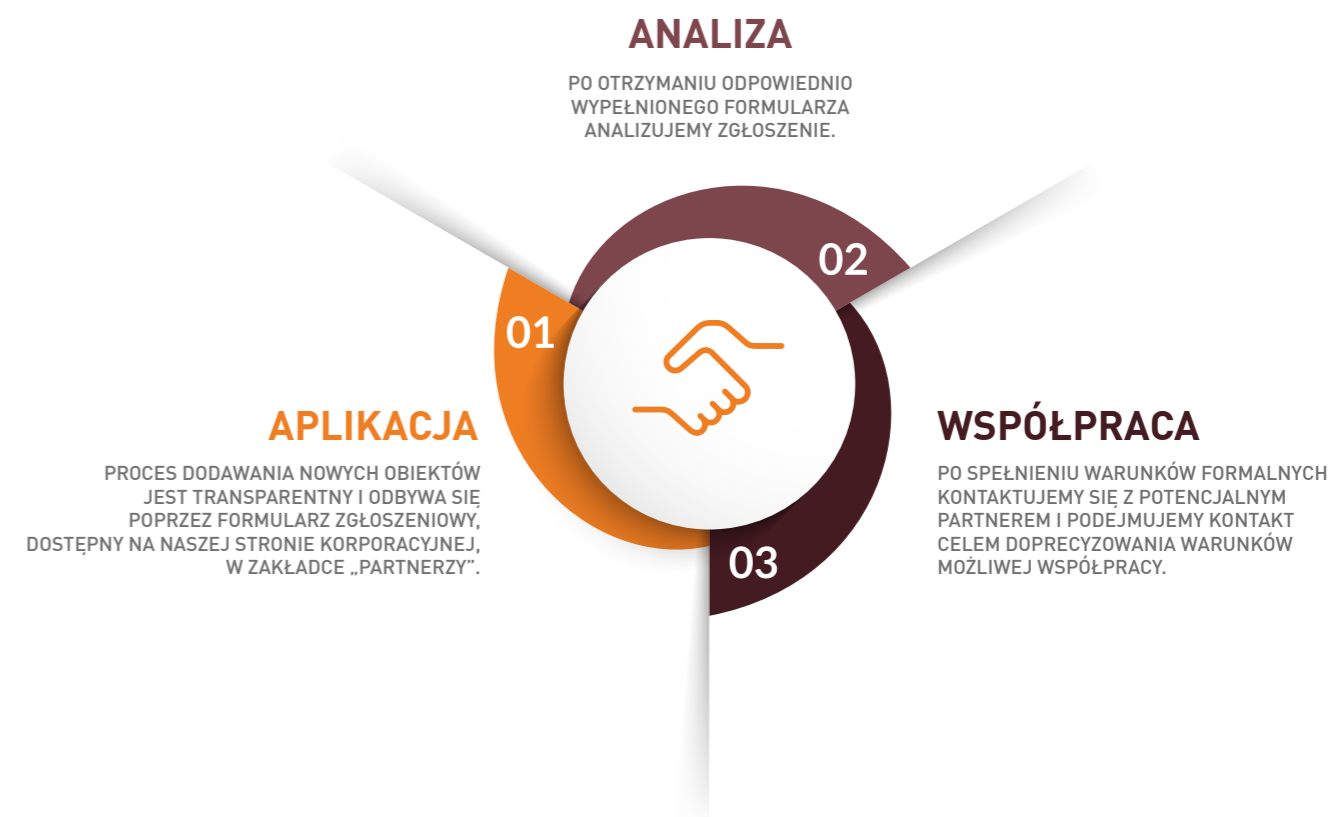 ANALIZA
PO OTRZYMANIU ODPOWIEDNIO
WYPEŁNIONEGO FORMULARZA
ANALIZUJEMY ZGŁOSZENIE.
02
01
APLIKACJA
PROCES DODAWANIA NOWYCH OBIEKTÓW
JEST TRANSPARENTNY I ODBYWA SIĘ
POPRZEZ FORMULARZ ZGŁOSZENIOWY,
DOSTĘPNY NA NASZEJ STRONIE KORPORACYJNEJ,
W ZAKŁADCE „PARTNERZY”.
WSPÓŁPRACA
PO SPEŁNIENIU WARUNKÓW FORMALNYCH
KONTAKTUJEMY SIĘ Z POTENCJALNYM
PARTNEREM I PODEJMUJEMY KONTAKT
CELEM DOPRECYZOWANIA WARUNKÓW
MOŻLIWEJ WSPÓŁPRACY.
03